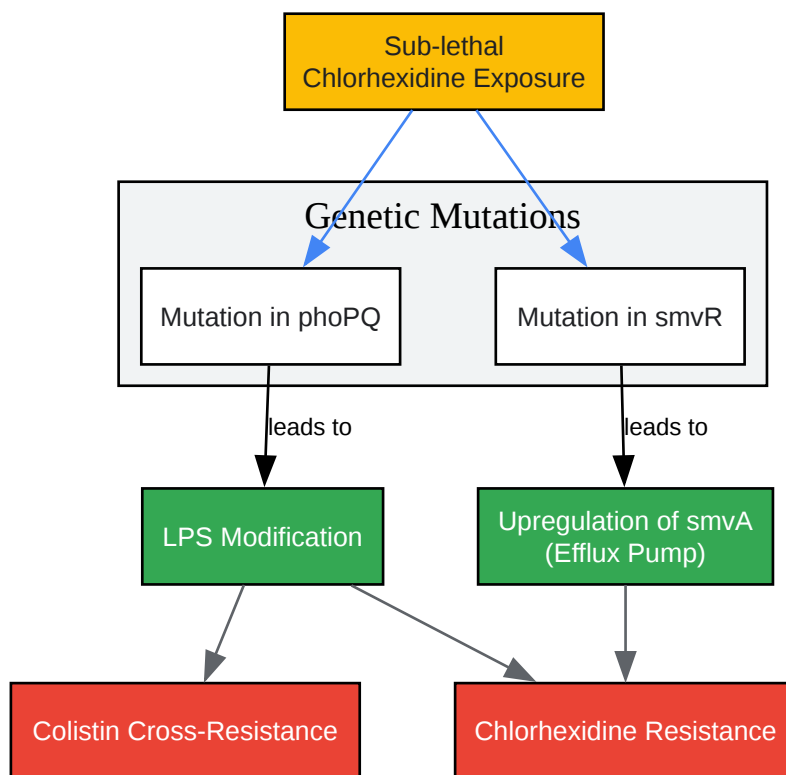 Sub-lethal
Chlorhexidine Exposure
Genetic Mutations
Mutation in phoPQ
Mutation in smvR
leads to
leads to
LPS Modification
Upregulation of smvA
(Efflux Pump)
Colistin Cross-Resistance
Chlorhexidine Resistance